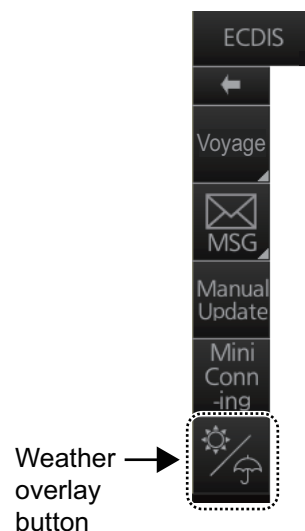 ECDIS
Voyage
MSG
Manual
Update
Mini
Conn
-ing
Weather
overlay
button